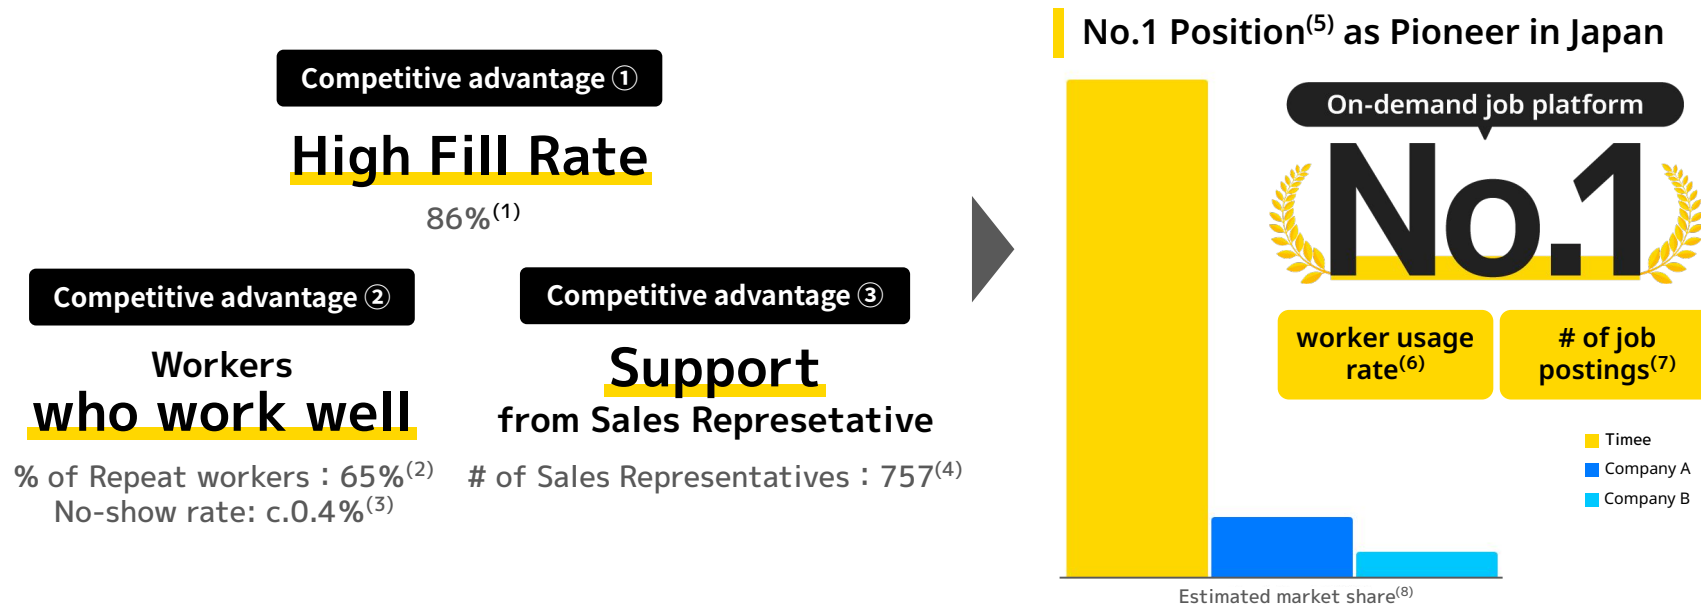 Competitive advantage ①
High Fill Rate
86%(1)
Competitive advantage ②
Workers
who work well
% of Repeat workers：65%(2)
No-show rate: c.0.4%(3)
Competitive advantage ③
Support
from Sales Represetative
# of Sales Representatives：757(4)
No.1 Position(5) as Pioneer in Japan
On-demand job platform
No.1
worker usage
rate(6)
# of job
postings(7)
Timee
Company A
Company B
Estimated market share(8)